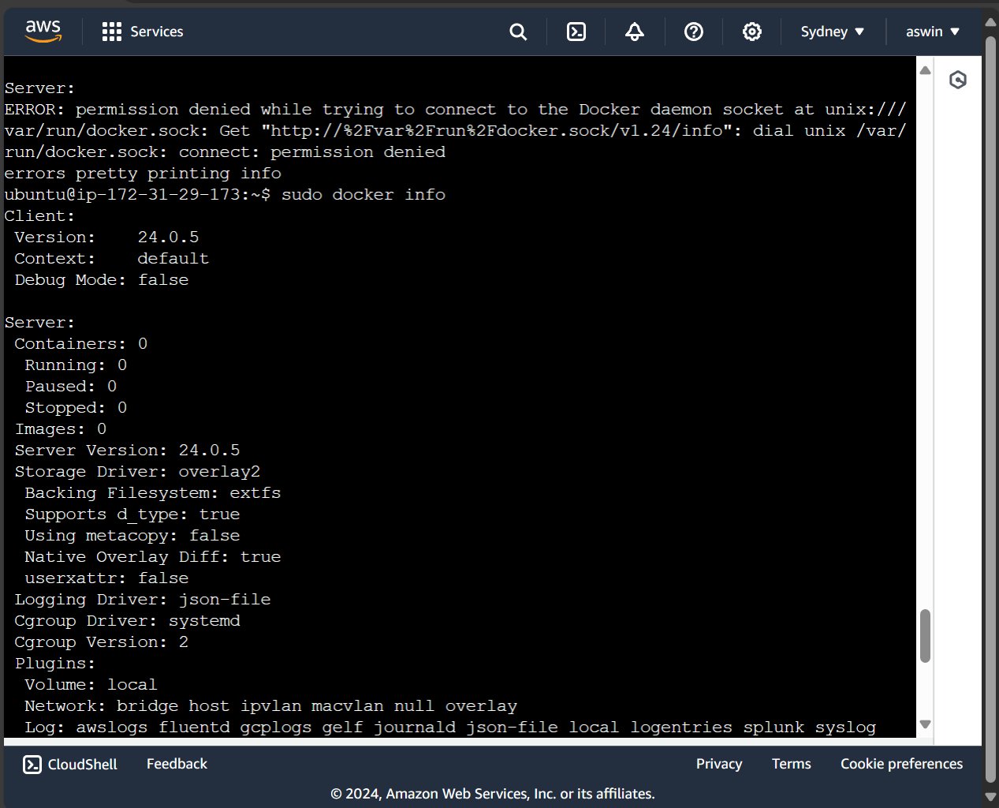 aws
Services
Sydney
aswin
Server:
ERROR: permission denied while trying to connect to the Docker daemon socket at unix:///
var/run/docker.sock: Get "http://%2Fvar%2Frun%2Fdocker.sock/v1.24/info": dial unix /var/
run/docker.sock: connect: permission denied
errors pretty printing info
ubuntu@ip-172-31-29-173:~$ sudo docker info
Client:
 Version:    24.0.5
 Context:    default
 Debug Mode: false

Server:
 Containers: 0
  Running: 0
  Paused: 0
  Stopped: 0
 Images: 0
 Server Version: 24.0.5
 Storage Driver: overlay2
  Backing Filesystem: extfs
  Supports d_type: true
  Using metacopy: false
  Native Overlay Diff: true
  userxattr: false
 Logging Driver: json-file
 Cgroup Driver: systemd
 Cgroup Version: 2
 Plugins:
  Volume: local
  Network: bridge host ipvlan macvlan null overlay
  Log: awslogs fluentd gcplogs gelf journald json-file local logentries splunk syslog
CloudShell
Feedback
Privacy
Terms
Cookie preferences
© 2024, Amazon Web Services, Inc. or its affiliates.